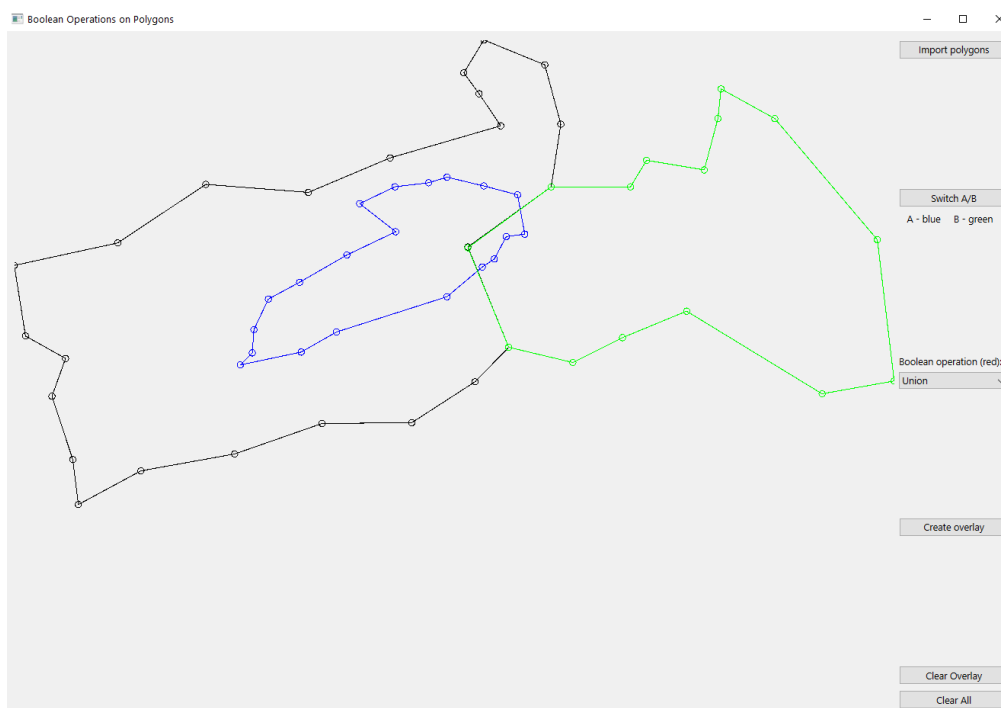 Boolean Operations on Polygons
Import polygons
Switch A/B
A - blue B - green
Boolean operation (red):
Union
Create overlay
Clear Overlay
Clear All